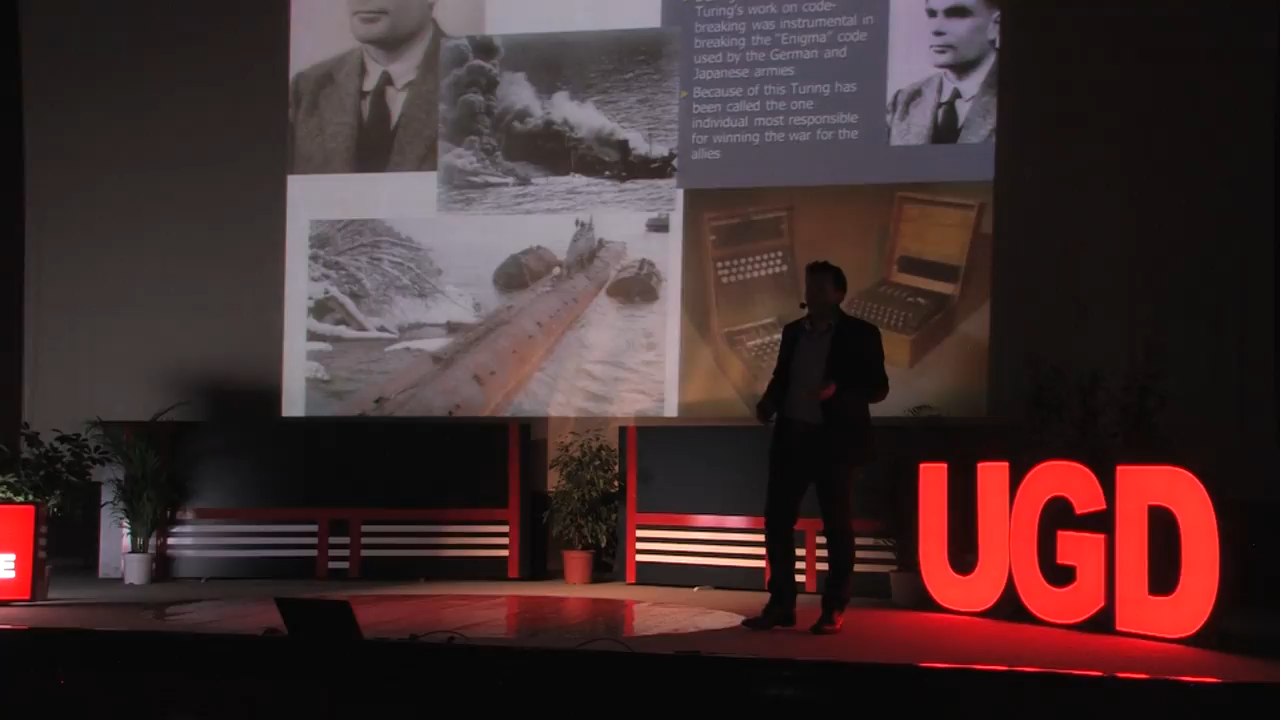 Turing's work on code-
breaking was instrumental in
breaking the "Enigma" code
used by the German and
Japanese armies
Because of this Turing has
been called the one
individual most responsible
for winning the war for the
allies
E
UGD